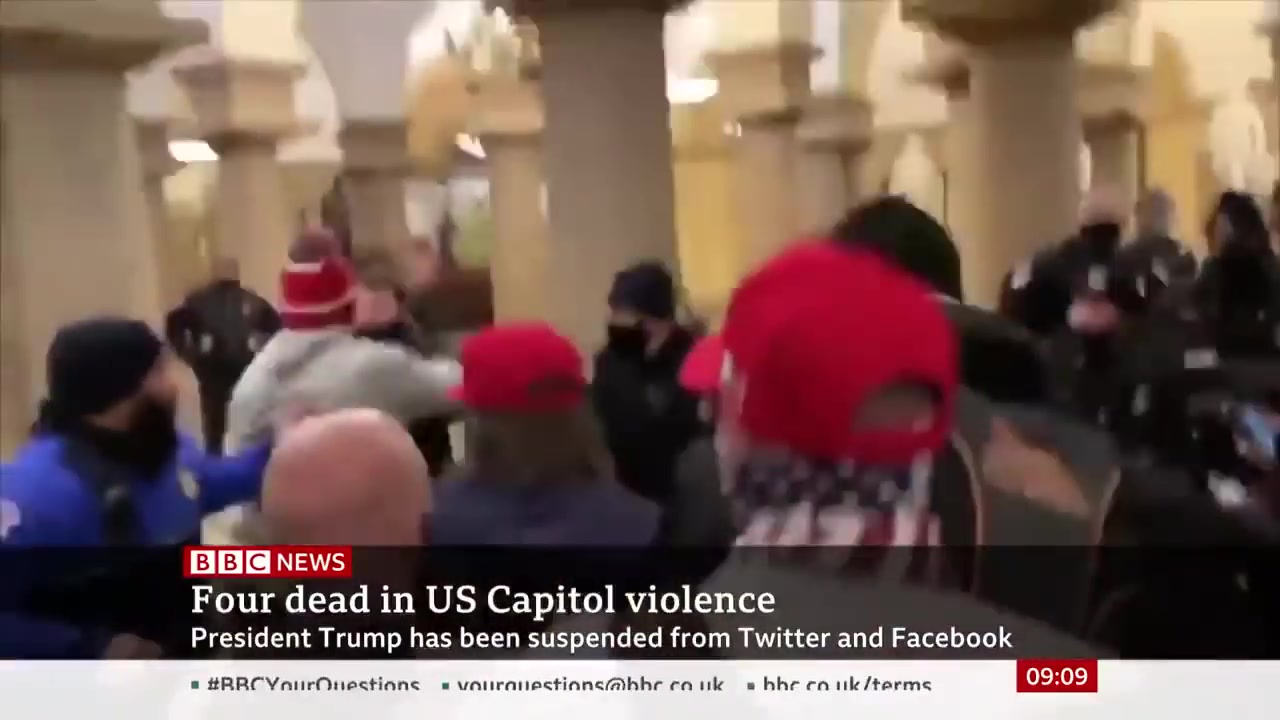 BBC NEWS
Four dead in US Capitol violence
President Trump has been suspended from Twitter and Facebook
#BBCYourQuestions yourquestions@bbc.co.uk bbc.co.uk/terms 09:09